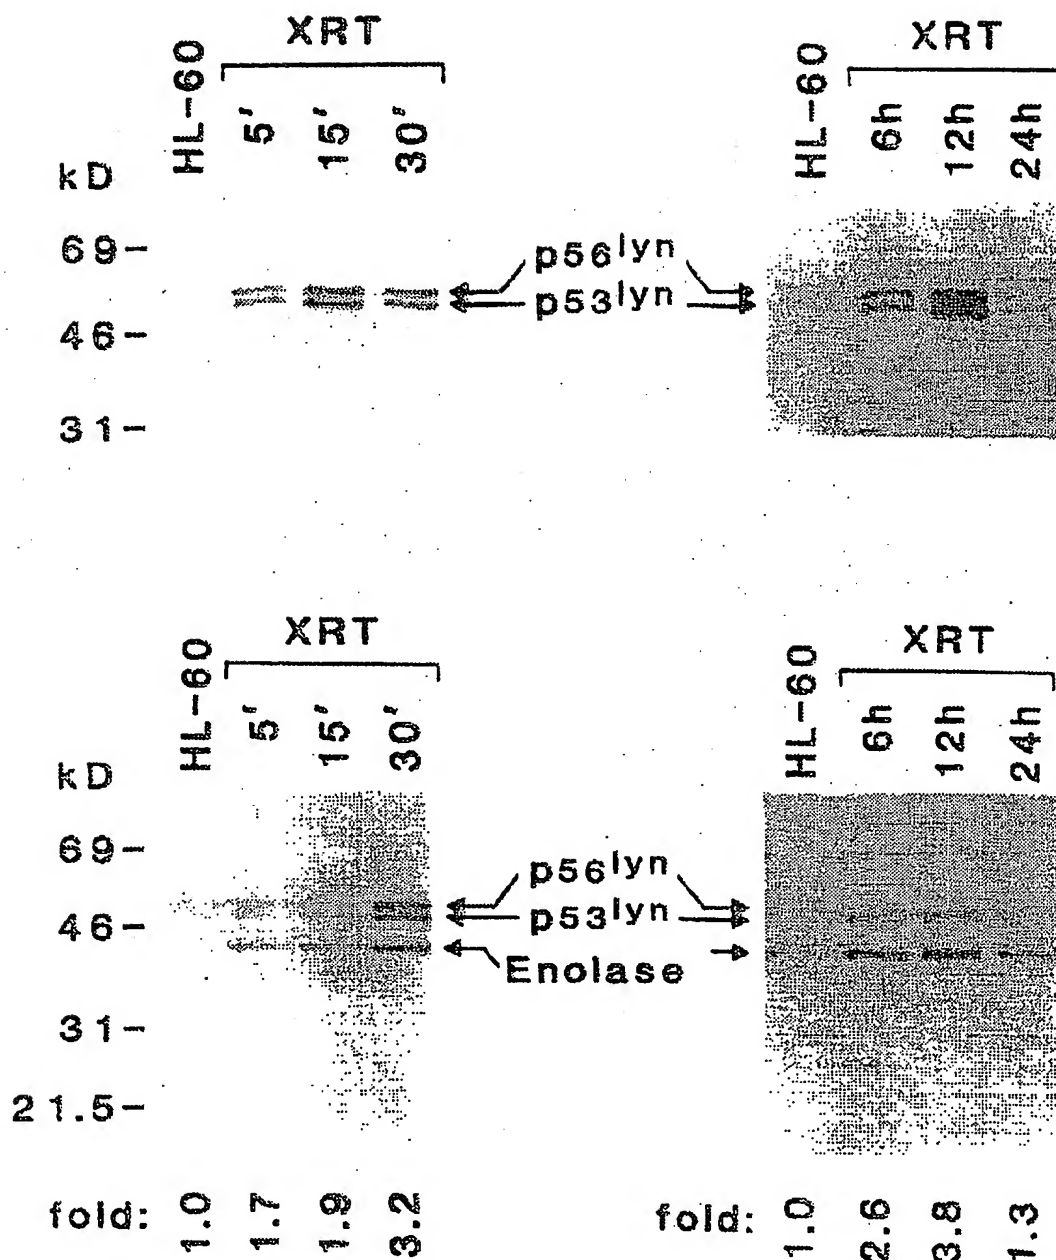 XRT
HL-60 5' 15' 30'
kD
69-
p56lyn
p53lyn
46-
31-
XRT
HL-60 6h 12h 24h
XRT
HL-60 5' 15' 30'
kD
69-
p56lyn
p53lyn
46-
Enolase
31-
21.5-
fold: 1.0 1.7 1.9 3.2
XRT
HL-60 6h 12h 24h
fold: 1.0 2.6 3.8 1.3